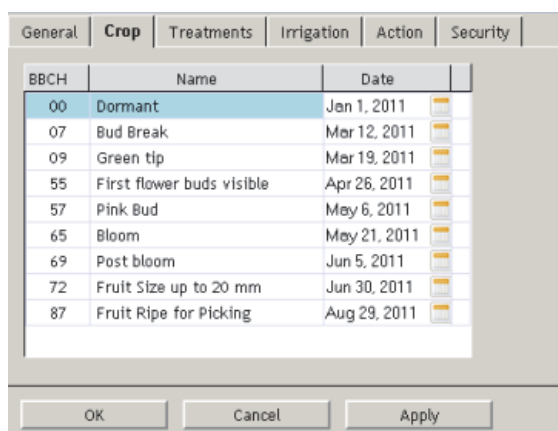 General Crop Treatments Irrigation Action Security
BBCH Name Date
00 Dormant Jan 1, 2011
07 Bud Break Mar 12, 2011
09 Green tip Mar 19, 2011
55 First flower buds visible Apr 26, 2011
57 Pink Bud May 6, 2011
65 Bloom May 21, 2011
69 Post bloom Jun 5, 2011
72 Fruit Size up to 20 mm Jun 30, 2011
87 Fruit Ripe for Picking Aug 29, 2011
OK Cancel Apply